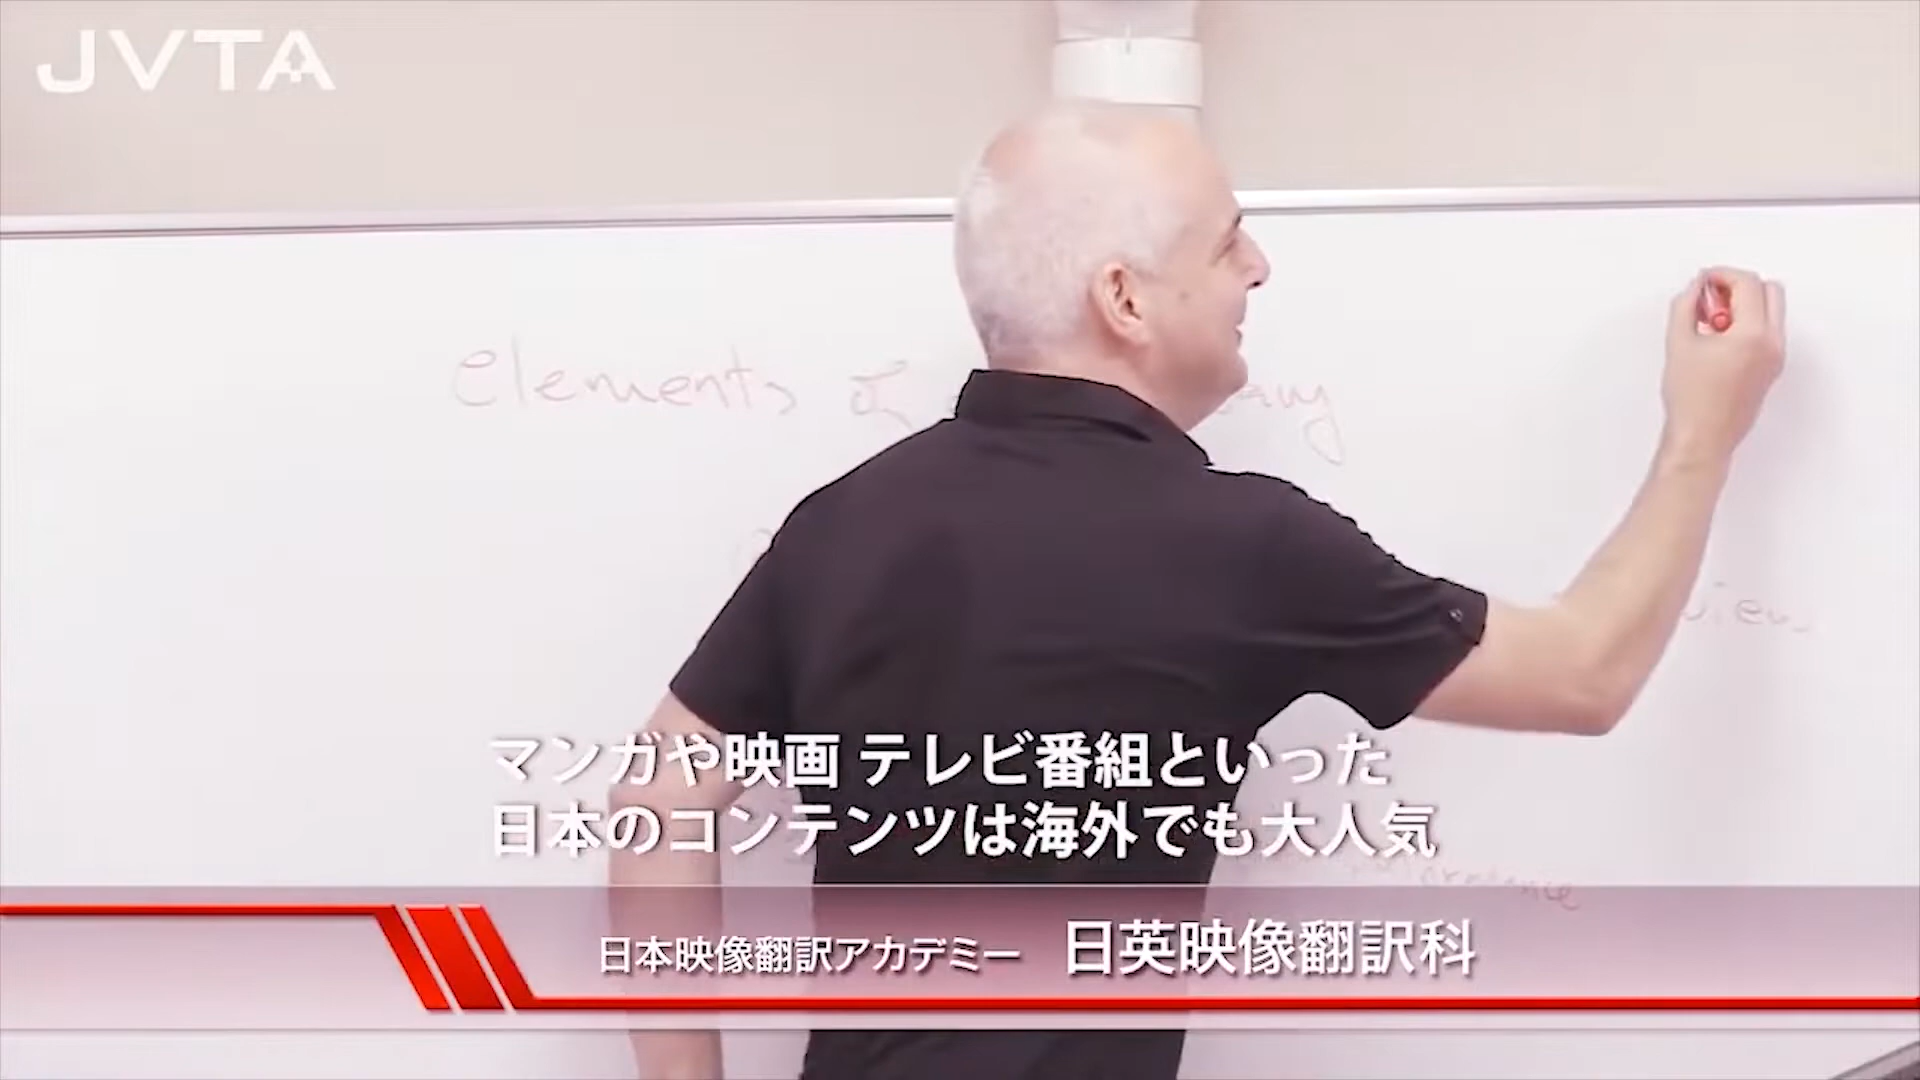 JVTA
elements of
view
マンガや映画 テレビ番組といった
日本のコンテンツは海外でも大人気
日本映像翻訳アカデミー 日英映像翻訳科